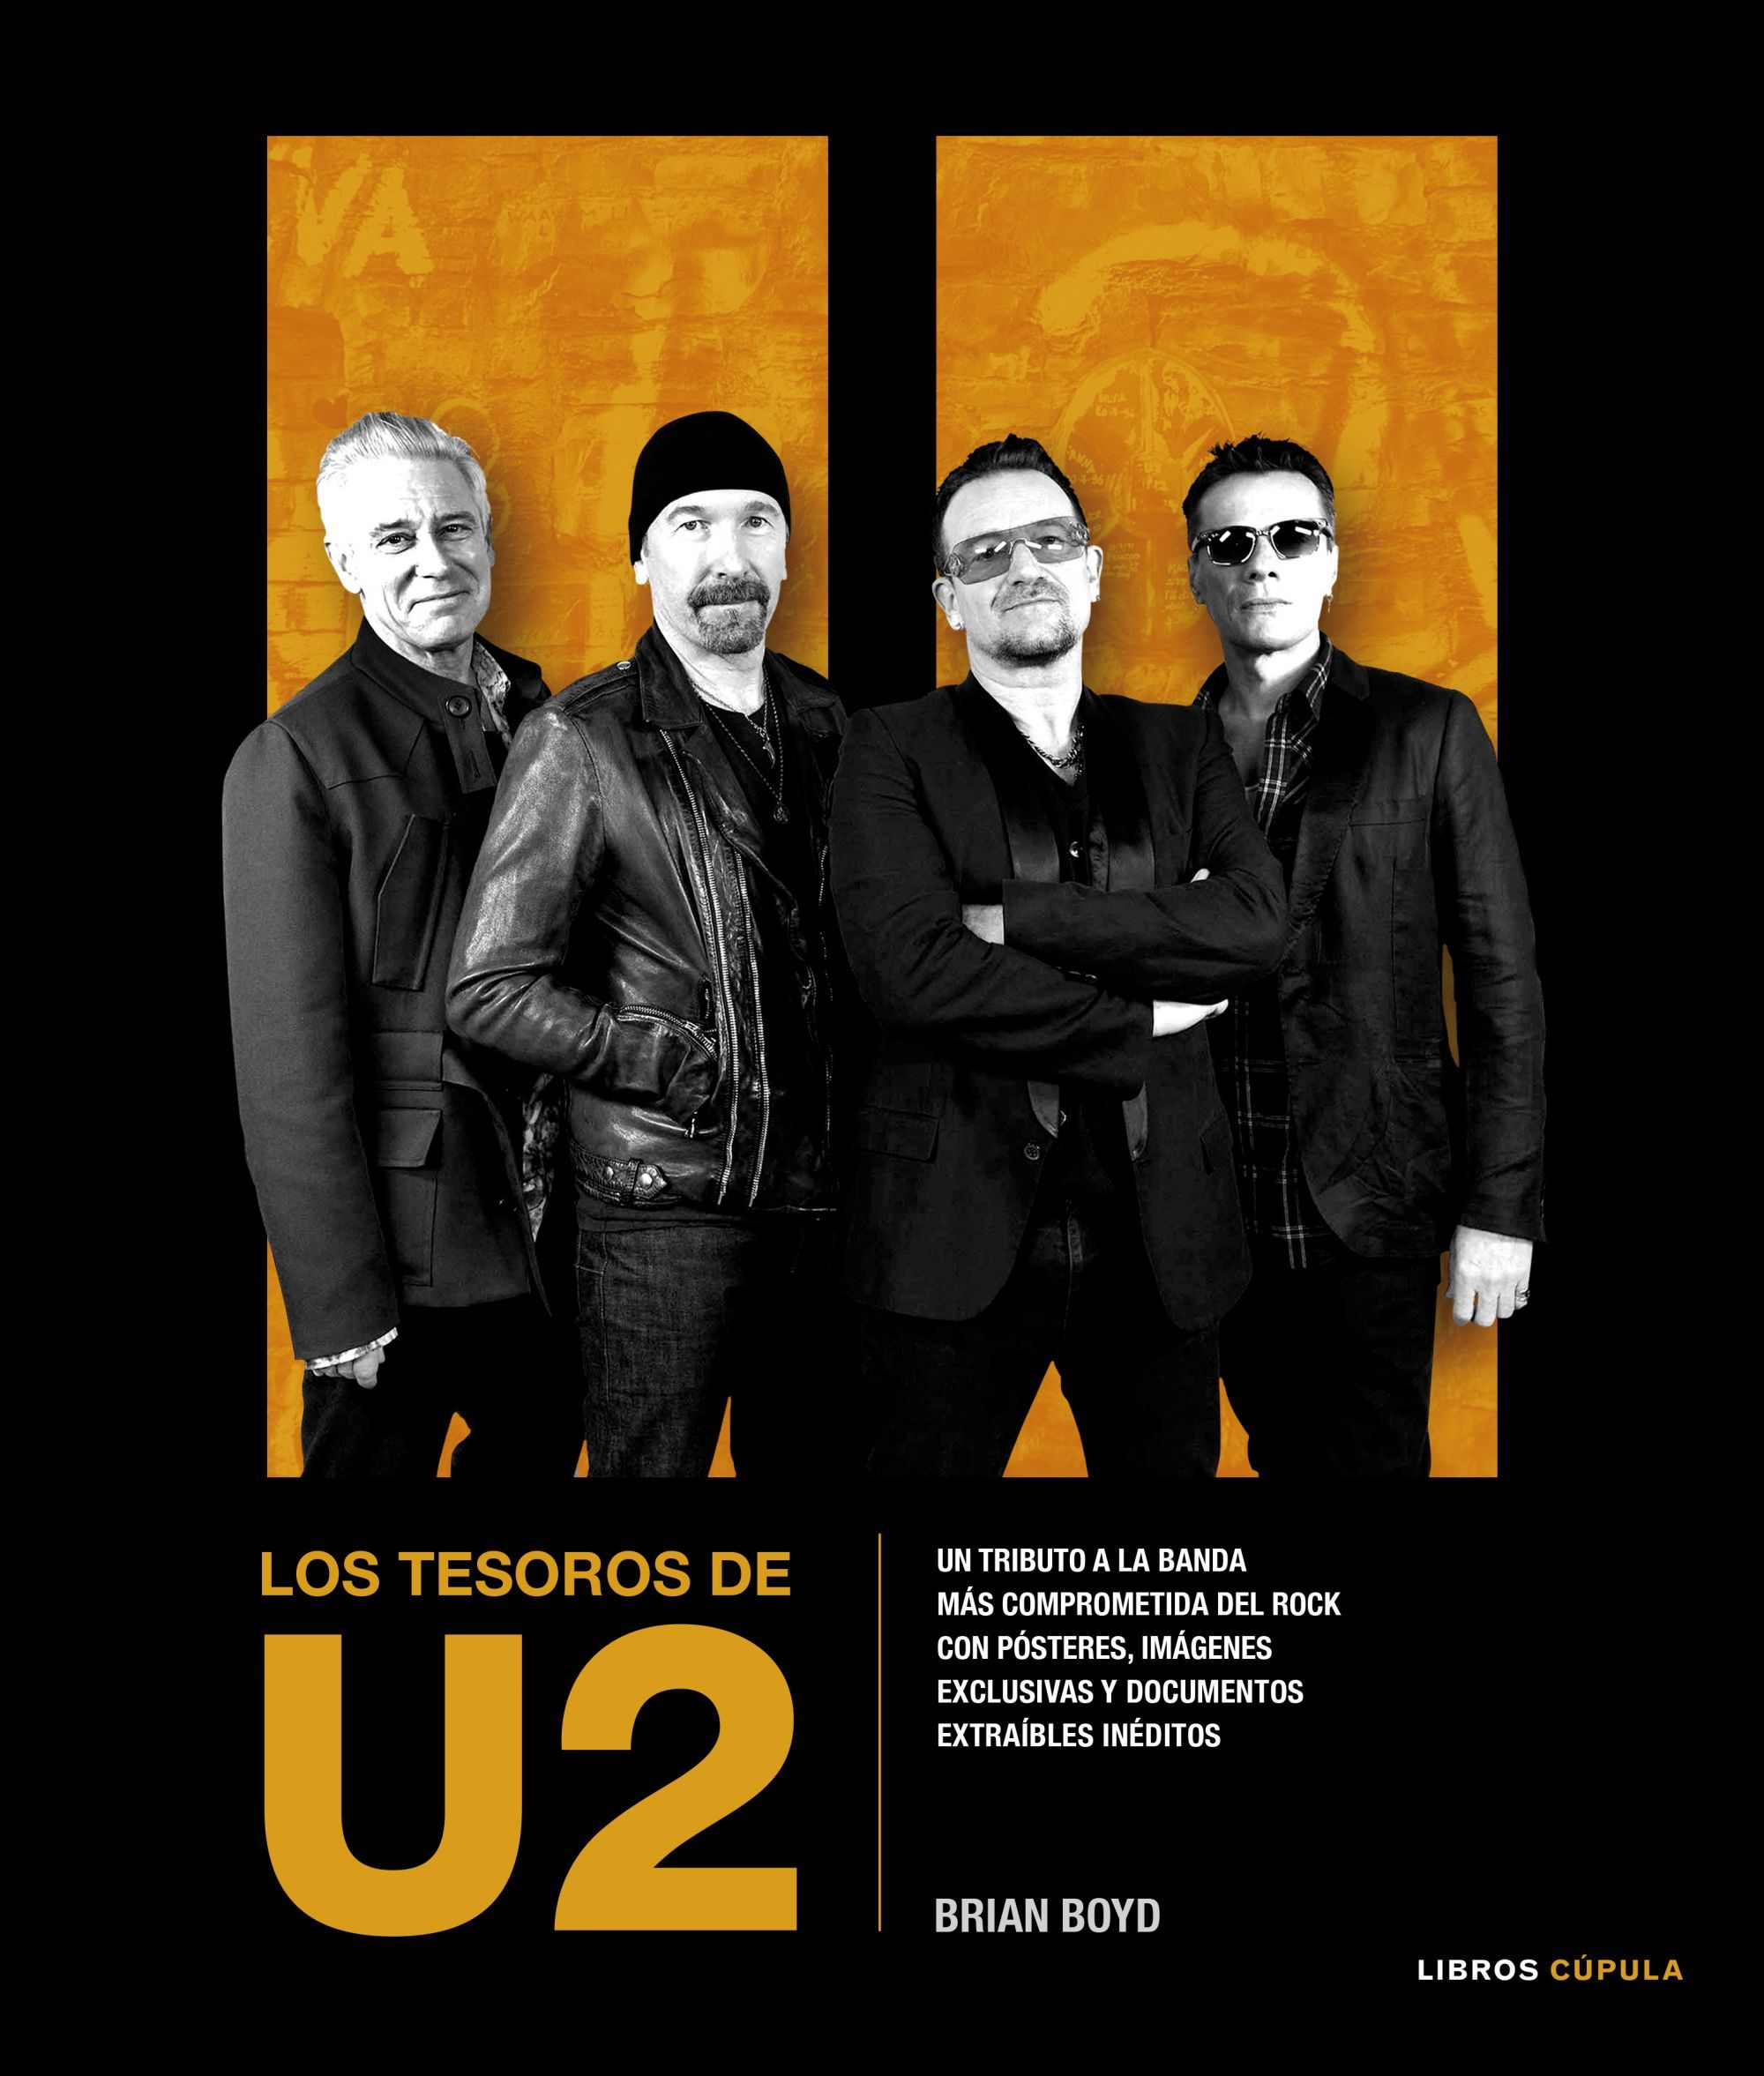 LOS TESOROS DE
U2
UN TRIBUTO A LA BANDA
MÁS COMPROMETIDA DEL ROCK
CON PÓSTERES, IMÁGENES
EXCLUSIVAS Y DOCUMENTOS
EXTRAÍBLES INÉDITOS
BRIAN BOYD
LIBROS CÚPULA